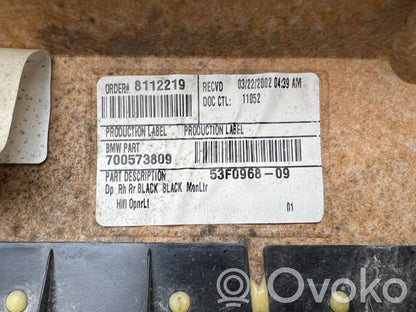 ORDER# 8112219
RECVD 03/22/2002 04:39 AM
DOC CTL: 11052
PRODUCTION LABEL PRODUCTION LABEL
BMW PART
700573809
PART DESCRIPTION 53F0968-09
Dp Rh Rr BLACK BLACK MonLtr
Hifi OpnrLt
01
Ovoko